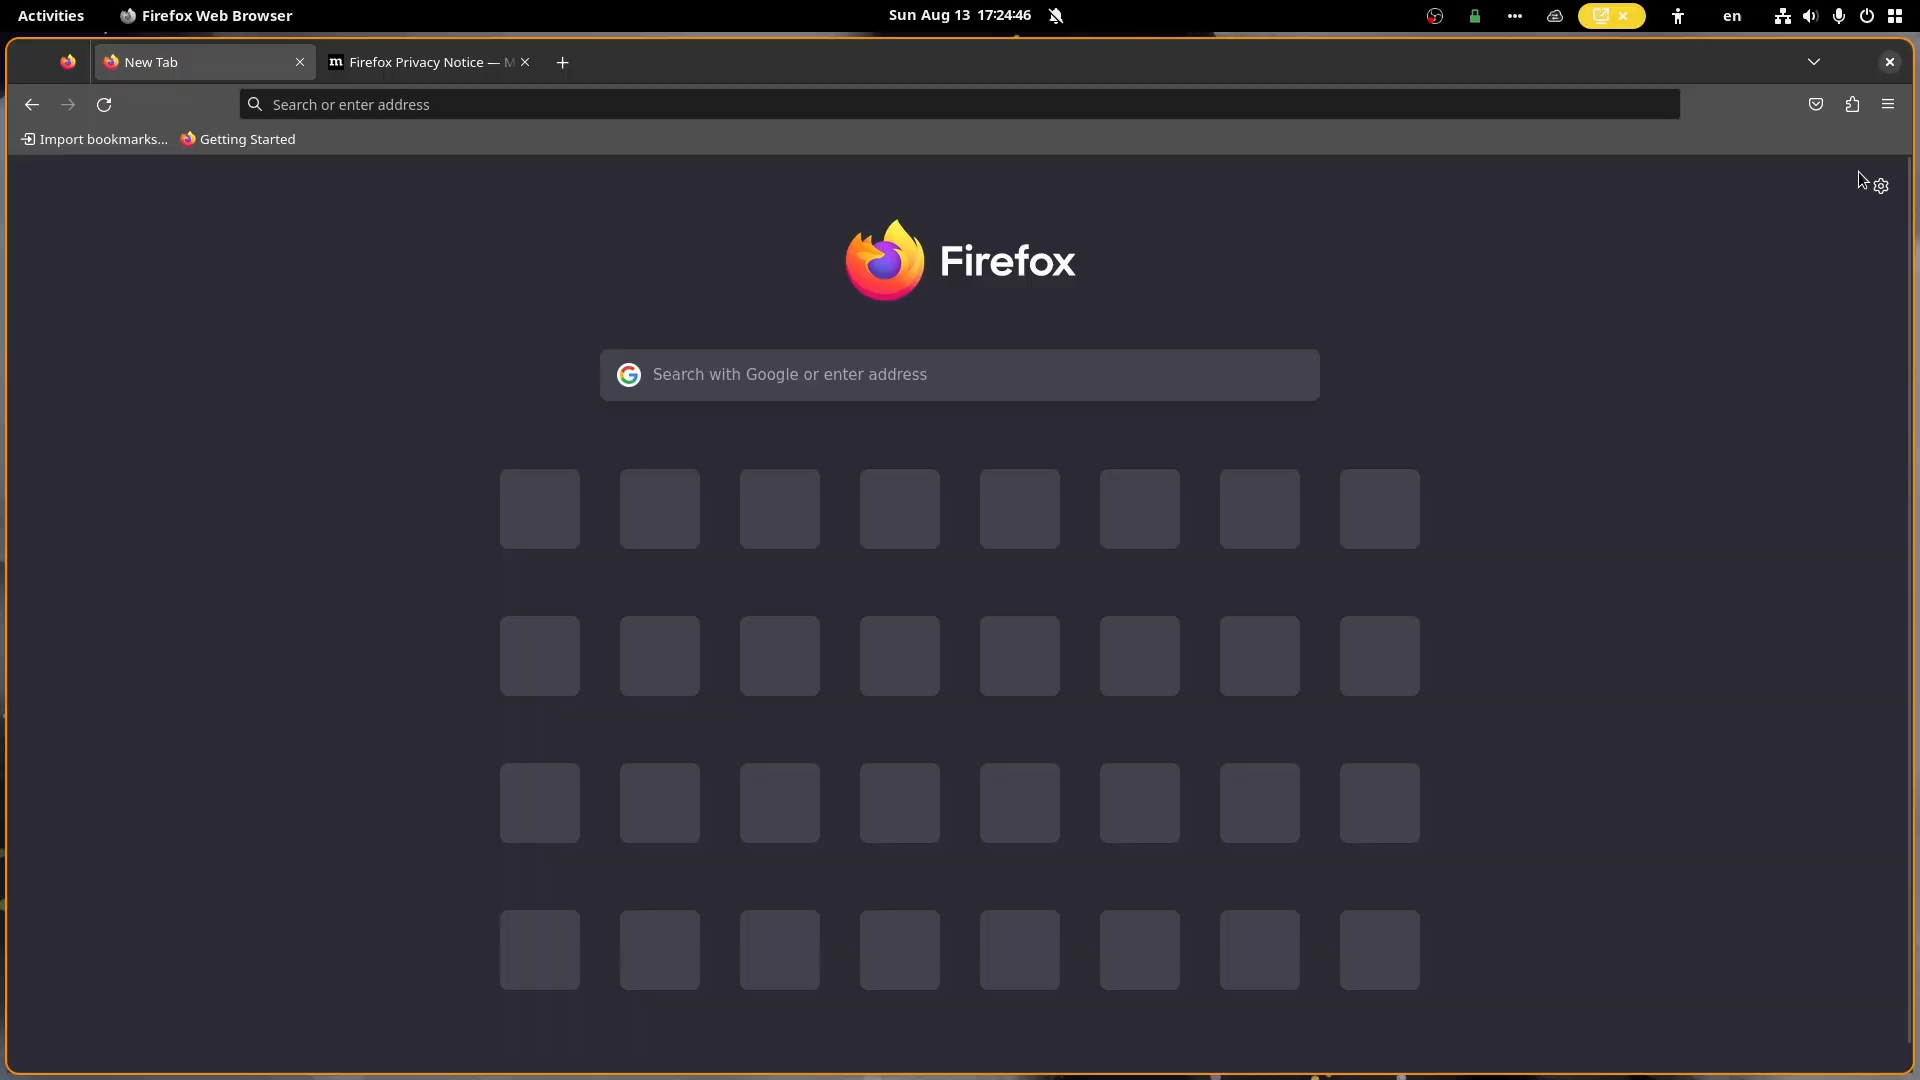 Activities Firefox Web Browser Sun Aug 13 17:24:46 en
New Tab Firefox Privacy Notice — M
Search or enter address
Import bookmarks... Getting Started
Firefox
Search with Google or enter address